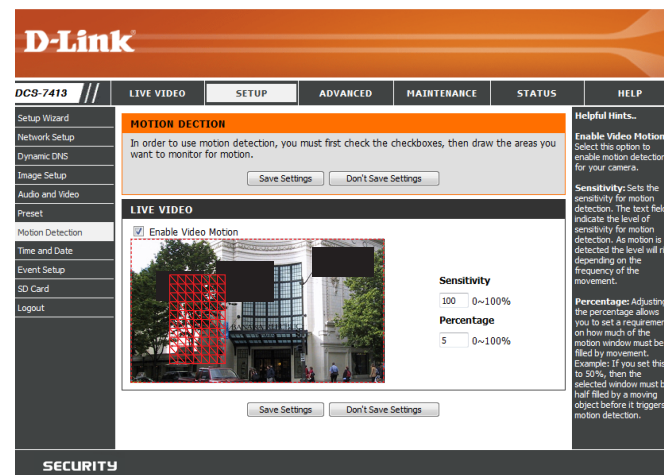 D-Link
DCS-7413
LIVE VIDEO
SETUP
ADVANCED
MAINTENANCE
STATUS
HELP
Setup Wizard
Network Setup
Dynamic DNS
Image Setup
Audio and Video
Preset
Motion Detection
Time and Date
Event Setup
SD Card
Logout
MOTION DECTION
In order to use motion detection, you must first check the checkboxes, then draw the areas you
want to monitor for motion.
Save Settings
Don't Save Settings
LIVE VIDEO
Enable Video Motion
Sensitivity
100 0~100%
Percentage
5 0~100%
Save Settings
Don't Save Settings
Helpful Hints..
Enable Video Motion
Select this option to
enable motion detection
for your camera.
Sensitivity: Sets the
sensitivity for motion
detection. The text field
indicate the level of
sensitivity for motion
detection. As motion is
detected the level will
depending on the
frequency of the
movement.
Percentage: Adjusting
the percentage allows
you to set a
on how much of the
motion window must be
filled by movement.
Example: If you set this
to 50%, then the
selected window must
half filled by a moving
object before it triggers
motion detection.
SECURITY